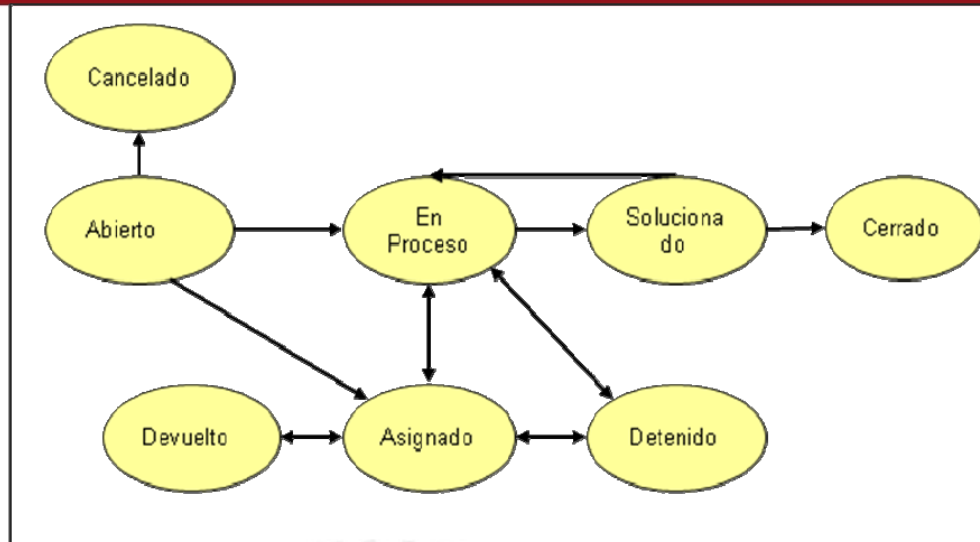 Cancelado
Abierto
En
Proceso
Soluciona
do
Cerrado
Devuelto
Asignado
Detenido